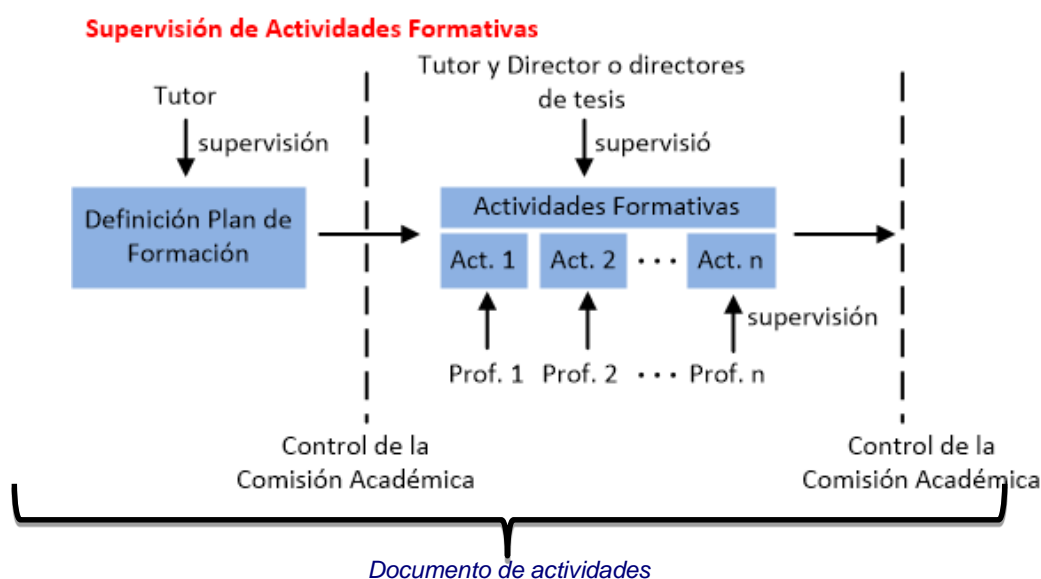 Supervisión de Actividades Formativas
Tutor y Director o directores
de tesis
Tutor
supervisión
supervisió
Definición Plan de
Formación
Actividades Formativas
Act. 1 Act. 2 ··· Act. n
supervisión
Prof. 1 Prof. 2 ··· Prof. n
Control de la
Comisión Académica
Control de la
Comisión Académica
Documento de actividades